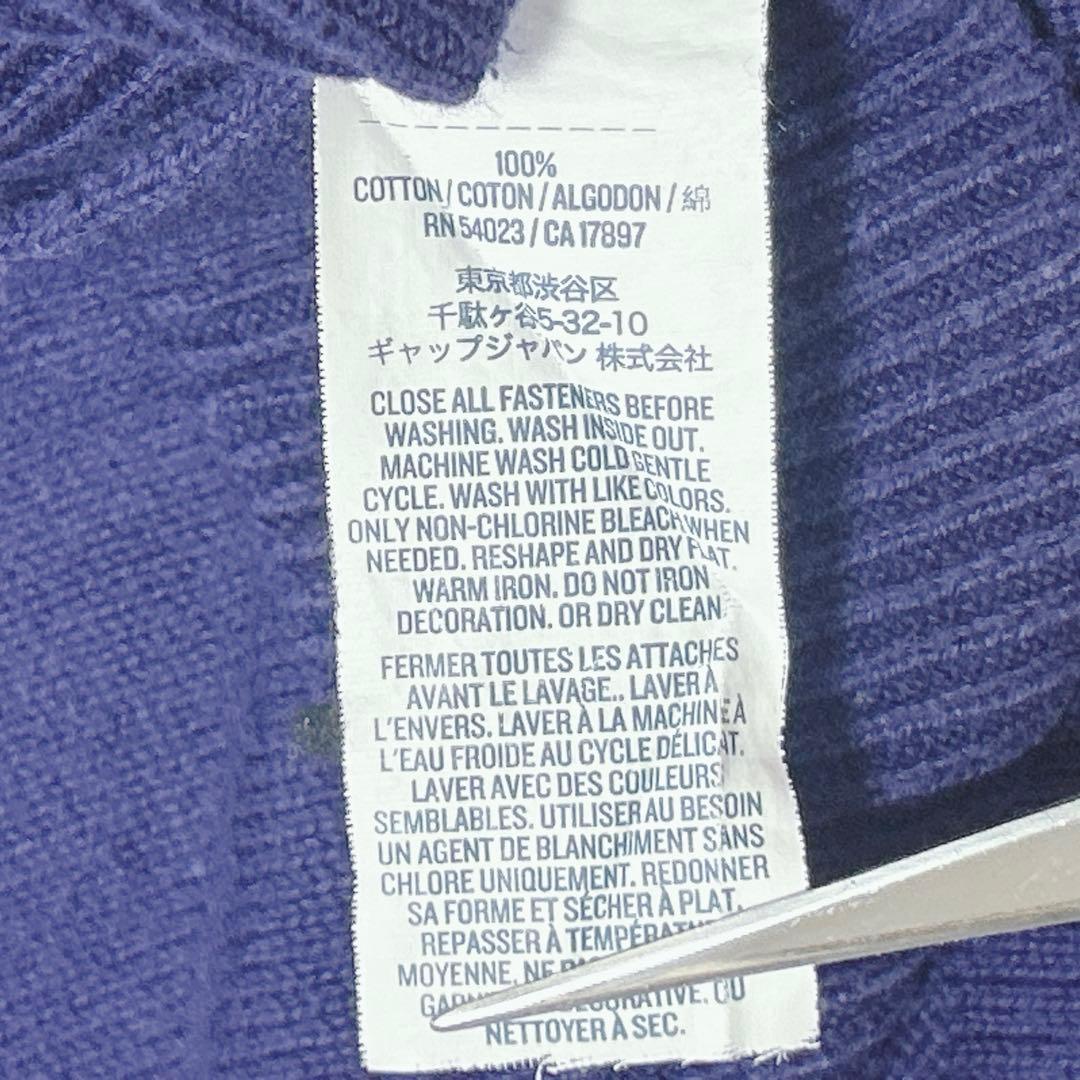 100%
COTTON / COTON / ALGODON / 綿
RN 54023 / CA 17897
東京都渋谷区
千駄ヶ谷5-32-10
ギャップジャパン 株式会社
CLOSE ALL FASTENERS BEFORE
WASHING. WASH INSIDE OUT.
MACHINE WASH COLD GENTLE
CYCLE. WASH WITH LIKE COLORS.
ONLY NON-CHLORINE BLEACH WHEN
NEEDED. RESHAPE AND DRY FLAT.
WARM IRON. DO NOT IRON
DECORATION. OR DRY CLEAN
FERMER TOUTES LES ATTACHES
AVANT LE LAVAGE.. LAVER À
L'ENVERS. LAVER À LA MACHINE À
L'EAU FROIDE AU CYCLE DÉLICAT.
LAVER AVEC DES COULEURS
SEMBLABLES. UTILISER AU BESOIN
UN AGENT DE BLANCHIMENT SANS
CHLORE UNIQUEMENT. REDONNER
SA FORME ET SÉCHER À PLAT.
REPASSER À
MOYENNE. NE
OU
NETTOYER À SEC.